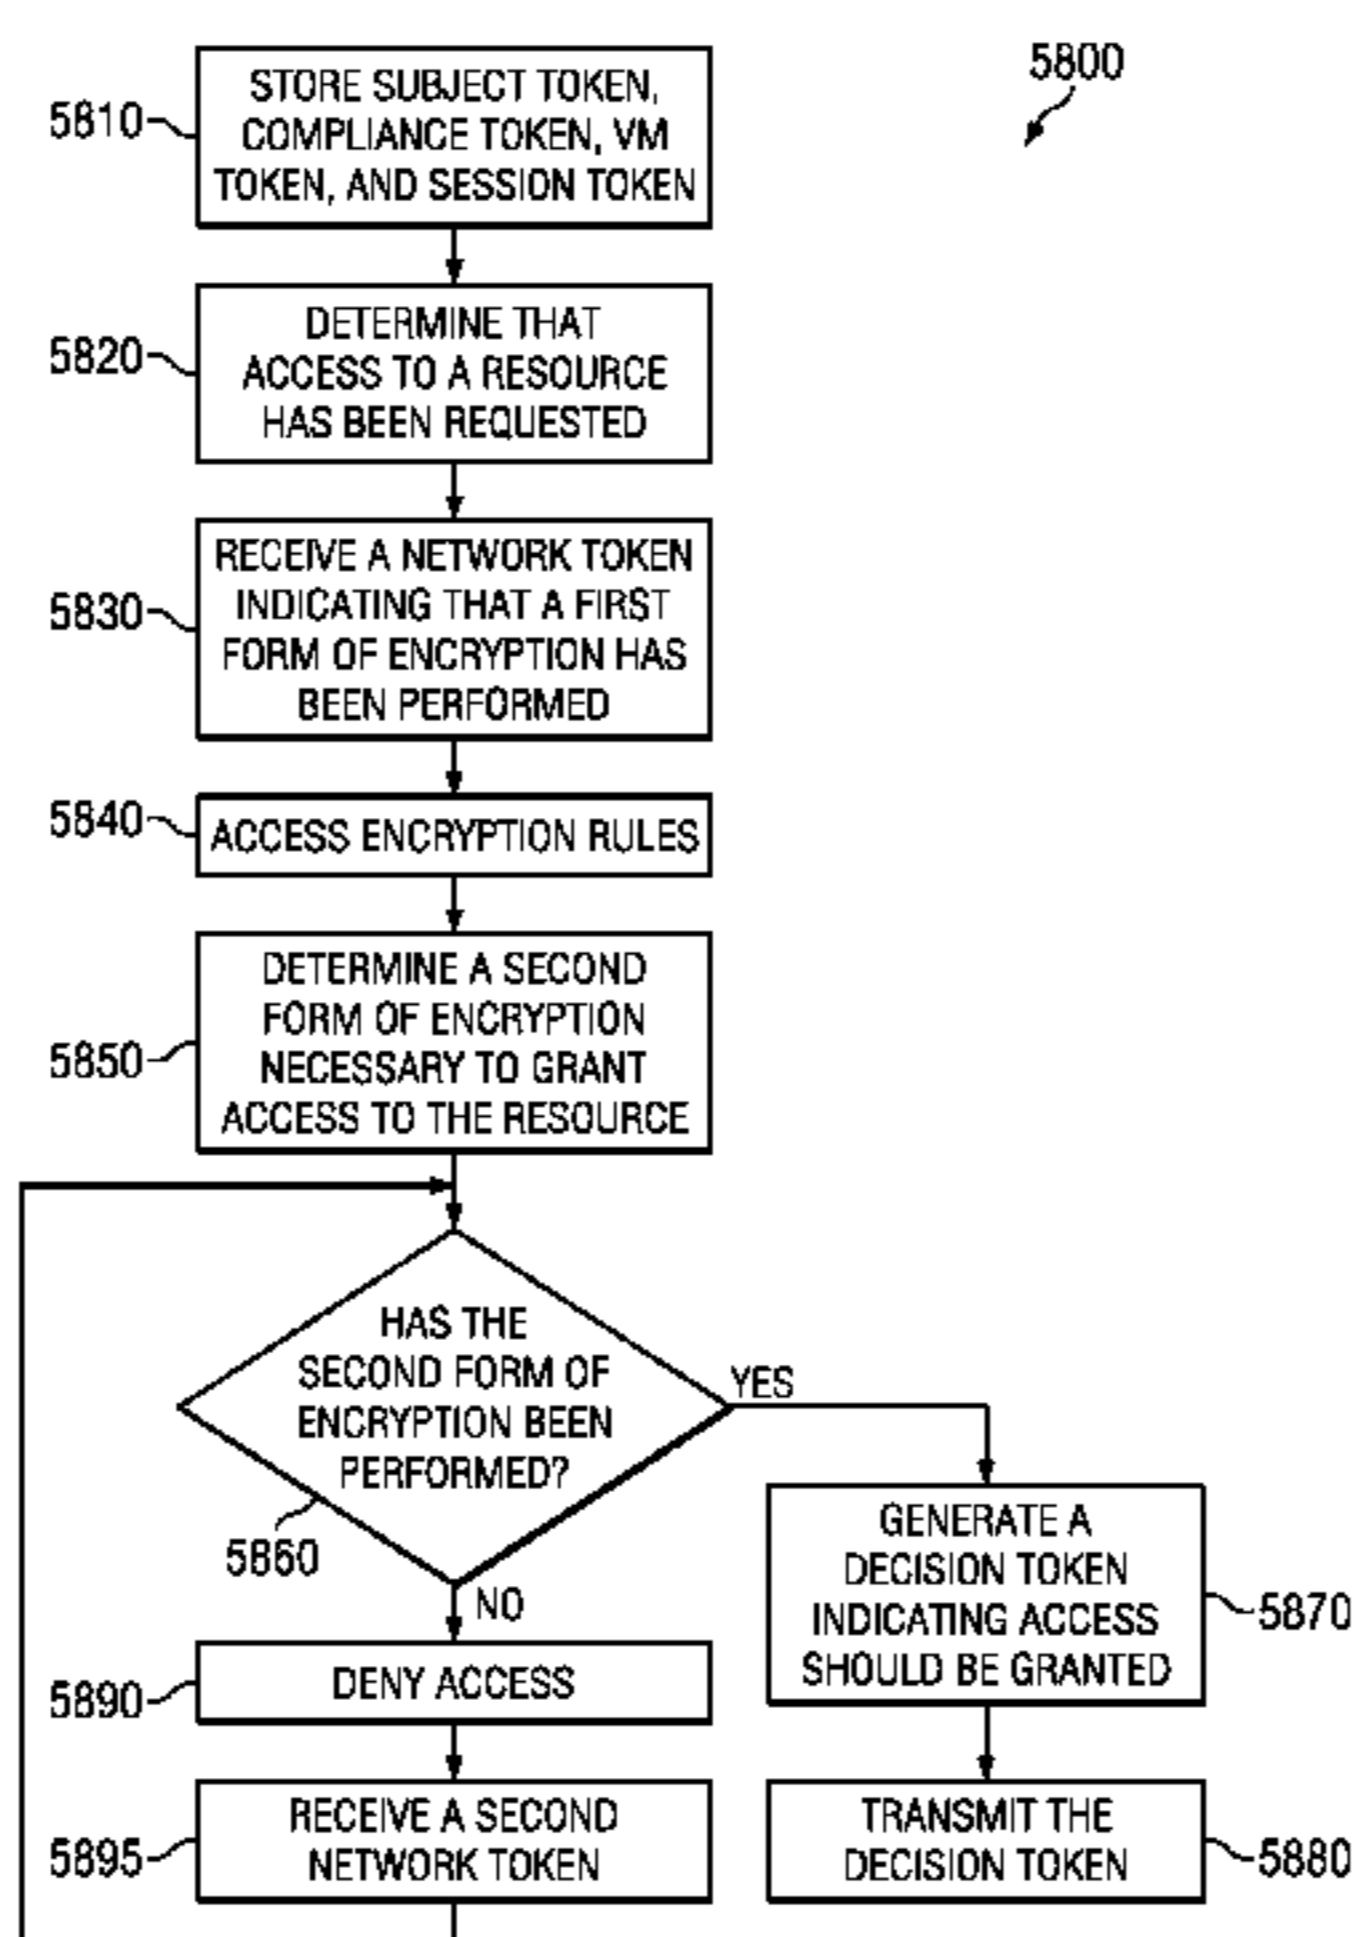 5800
5810
STORE SUBJECT TOKEN,
COMPLIANCE TOKEN, VM
TOKEN, AND SESSION TOKEN
5820
DETERMINE THAT
ACCESS TO A RESOURCE
HAS BEEN REQUESTED
5830
RECEIVE A NETWORK TOKEN
INDICATING THAT A FIRST
FORM OF ENCRYPTION HAS
BEEN PERFORMED
5840
ACCESS ENCRYPTION RULES
5850
DETERMINE A SECOND
FORM OF ENCRYPTION
NECESSARY TO GRANT
ACCESS TO THE RESOURCE
HAS THE
SECOND FORM OF
ENCRYPTION BEEN
PERFORMED?
5860
YES
NO
GENERATE A
DECISION TOKEN
INDICATING ACCESS
SHOULD BE GRANTED
5870
5890
DENY ACCESS
5895
RECEIVE A SECOND
NETWORK TOKEN
TRANSMIT THE
DECISION TOKEN
5880